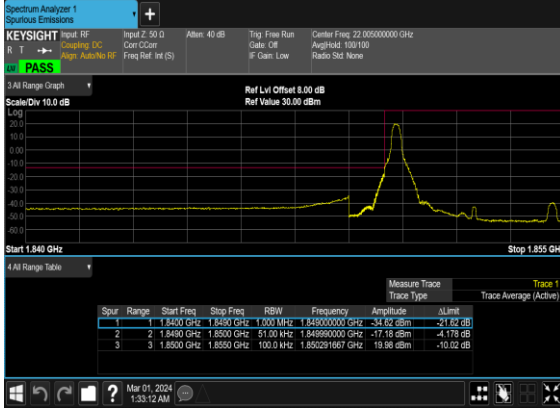 Spectrum Analyzer 1
Spurious Emissions
+
KEYSIGHT Input: RF Input Z: 50 Ω Atten: 40 dB Trig: Free Run Center Freq: 22.005000000 GHz
R T Coupling: DC Corr CCorr Gate: Off Avg|Hold: 100/100
Align: Auto/No RF Freq Ref: Int (S) IF Gain: Low Radio Std: None
PASS
3.All Range Graph
Ref Lvl Offset 8.00 dB
Scale/Div 10.0 dB Ref Value 30.00 dBm
Log
20.0
10.0
0.00
-10.0
-20.0
-30.0
-40.0
-50.0
-60.0
Start 1.840 GHz Stop 1.855 GH
4.All Range Table
Measure Trace Trace 1
Trace Type Trace Average (Active)
Spur Range Start Freq Stop Freq RBW Frequency Amplitude ΔLimit
1 1 1.8400 GHz 1.8490 GHz 1.000 MHz 1.849000000 GHz -34.62 dBm -21.62 dB
2 2 1.8490 GHz 1.8500 GHz 51.00 kHz 1.849990000 GHz -17.18 dBm -4.178 dB
3 3 1.8500 GHz 1.8550 GHz 100.0 kHz 1.850291667 GHz 19.98 dBm -10.02 dB
?
Mar 01, 2024
1:33:12 AM